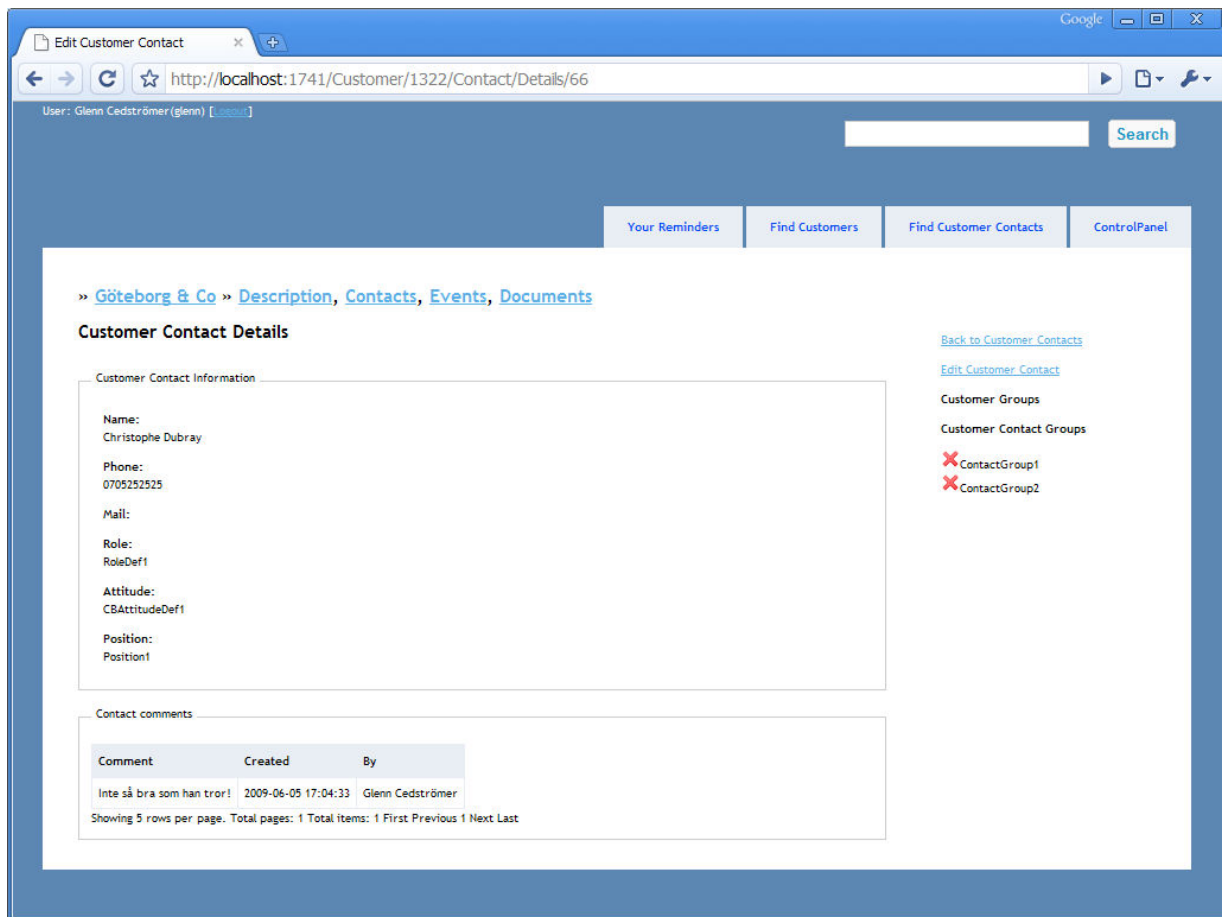 Google
Edit Customer Contact
http://localhost:1741/Customer/1322/Contact/Details/66
User: Glenn Cedströmer(glenn) [Logout]
Search
Your Reminders
Find Customers
Find Customer Contacts
ControlPanel
» Göteborg & Co » Description, Contacts, Events, Documents
Customer Contact Details
Back to Customer Contacts
Edit Customer Contact
Customer Groups
Customer Contact Groups
ContactGroup1
ContactGroup2
Customer Contact Information
Name:
Christophe Dubray
Phone:
0705252525
Mail:
Role:
RoleDef1
Attitude:
CBAttitudeDef1
Position:
Position1
Contact comments
Comment Created By
Inte så bra som han tror! 2009-06-05 17:04:33 Glenn Cedströmer
Showing 5 rows per page. Total pages: 1 Total items: 1 First Previous 1 Next Last